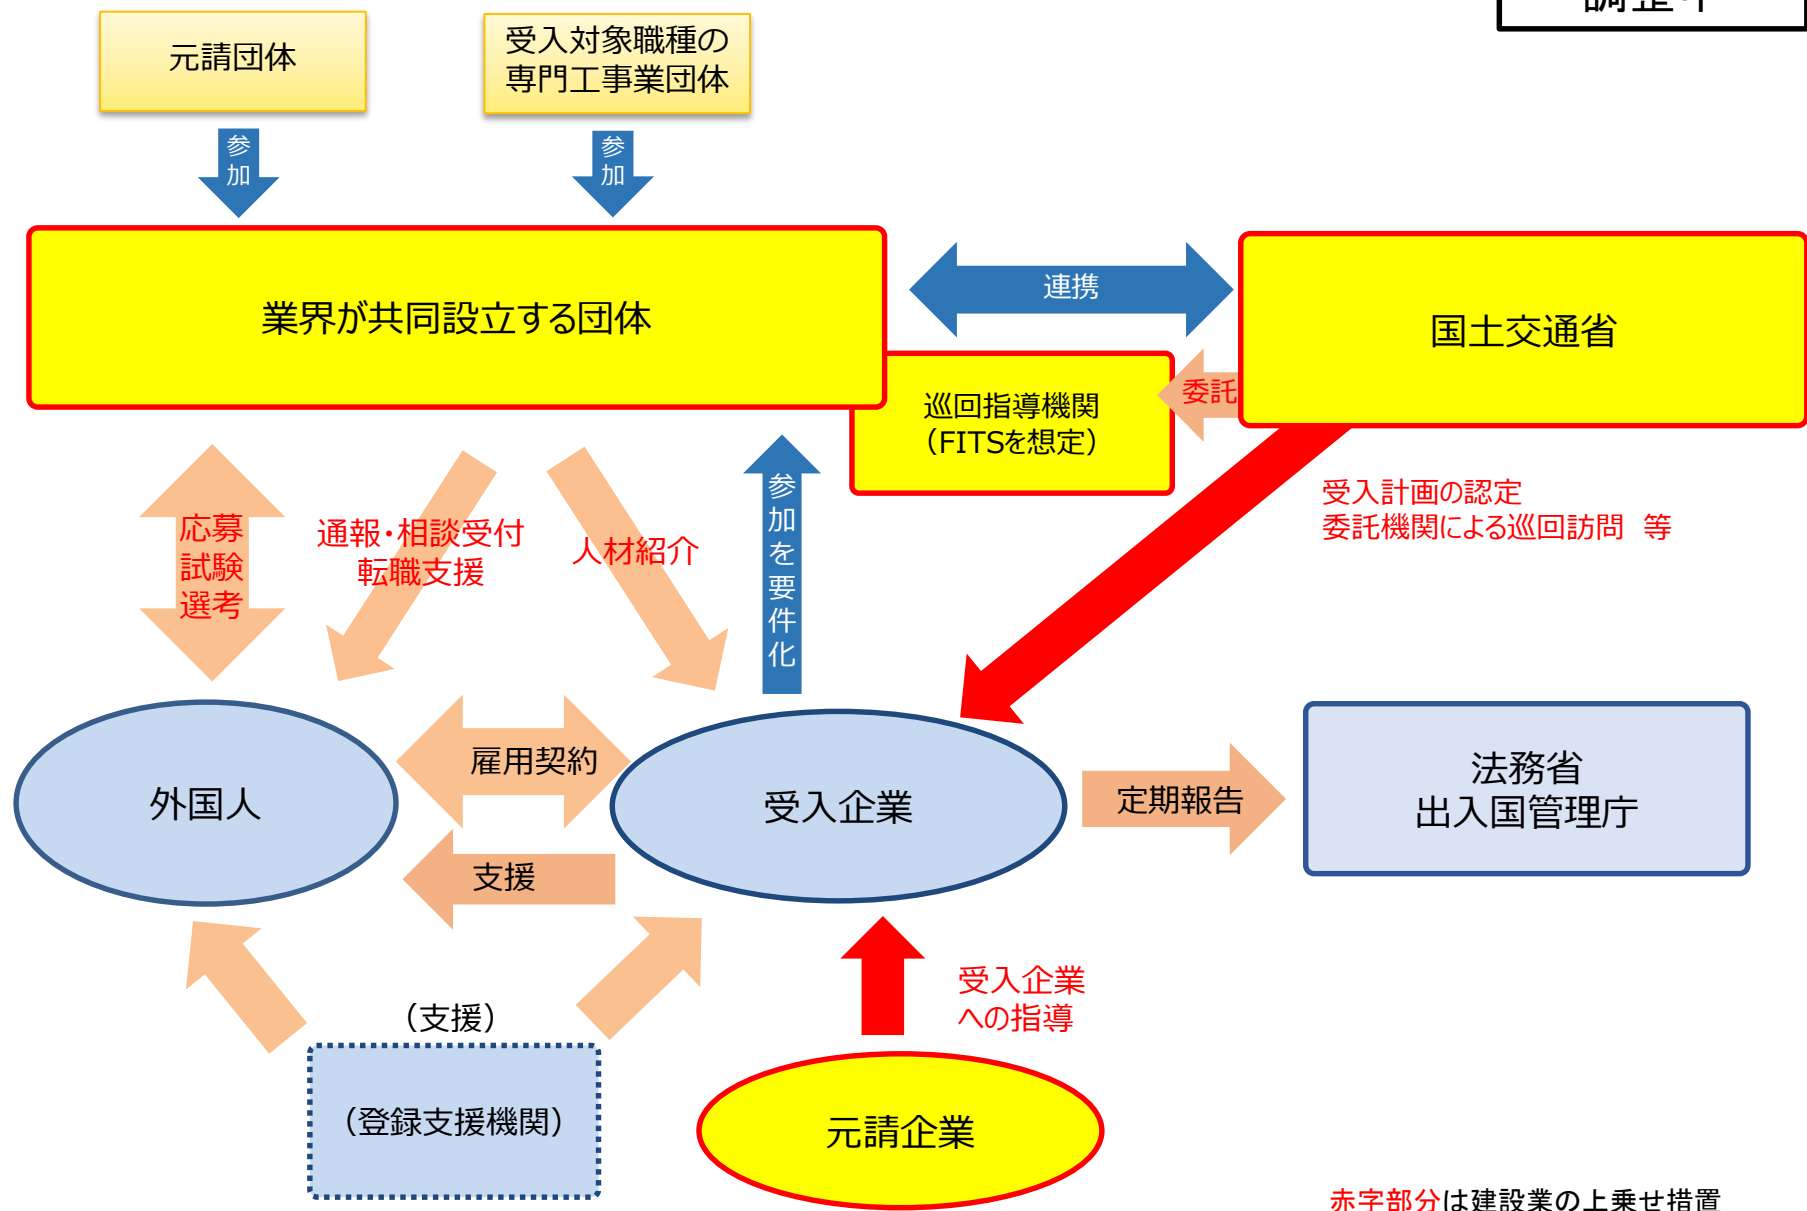 元請団体
受入対象職種の
専門工事業団体
参加
参加
業界が共同設立する団体
連携
国土交通省
巡回指導機関
（FITSを想定）
委託
受入計画の認定
委託機関による巡回訪問　等
応募
試験
選考
通報・相談受付
転職支援
人材紹介
参加を要件化
外国人
雇用契約
受入企業
定期報告
法務省
出入国管理庁
支援
（支援）
受入企業
への指導
（登録支援機関）
元請企業
赤字部分は建設業の上乗せ措置